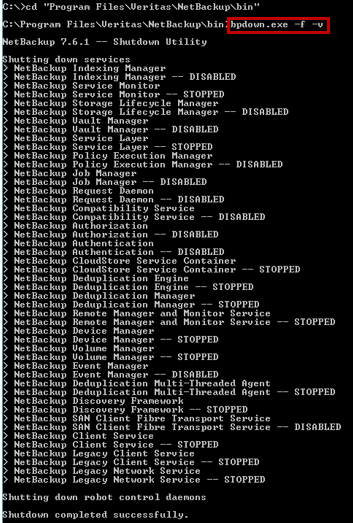 C:\>cd "Program Files\Veritas\NetBackup\bin"
C:\Program Files\Veritas\NetBackup\bin>bpdown.exe -f -v
NetBackup 7.6.1 -- Shutdown Utility
Shutting down services
> NetBackup Indexing Manager
> NetBackup Indexing Manager -- DISABLED
> NetBackup Service Monitor
> NetBackup Service Monitor -- STOPPED
> NetBackup Storage Lifecycle Manager
> NetBackup Storage Lifecycle Manager -- DISABLED
> NetBackup Vault Manager
> NetBackup Vault Manager -- DISABLED
> NetBackup Service Layer
> NetBackup Service Layer -- STOPPED
> NetBackup Policy Execution Manager
> NetBackup Policy Execution Manager -- DISABLED
> NetBackup Job Manager
> NetBackup Job Manager -- DISABLED
> NetBackup Request Daemon
> NetBackup Request Daemon -- DISABLED
> NetBackup Compatibility Service
> NetBackup Compatibility Service -- DISABLED
> NetBackup Authorization
> NetBackup Authorization -- DISABLED
> NetBackup Authentication
> NetBackup Authentication -- DISABLED
> NetBackup CloudStore Service Container
> NetBackup CloudStore Service Container -- STOPPED
> NetBackup Deduplication Engine
> NetBackup Deduplication Engine -- STOPPED
> NetBackup Deduplication Manager
> NetBackup Deduplication Manager -- STOPPED
> NetBackup Remote Manager and Monitor Service
> NetBackup Remote Manager and Monitor Service -- STOPPED
> NetBackup Device Manager
> NetBackup Device Manager -- STOPPED
> NetBackup Volume Manager
> NetBackup Volume Manager -- STOPPED
> NetBackup Event Manager
> NetBackup Event Manager -- DISABLED
> NetBackup Deduplication Multi-Threaded Agent
> NetBackup Deduplication Multi-Threaded Agent -- STOPPED
> NetBackup Discovery Framework
> NetBackup Discovery Framework -- STOPPED
> NetBackup SAN Client Fibre Transport Service
> NetBackup SAN Client Fibre Transport Service -- DISABLED
> NetBackup Client Service
> NetBackup Client Service -- STOPPED
> NetBackup Legacy Client Service
> NetBackup Legacy Client Service -- STOPPED
> NetBackup Legacy Network Service
> NetBackup Legacy Network Service -- STOPPED
Shutting down robot control daemons
Shutdown completed successfully.